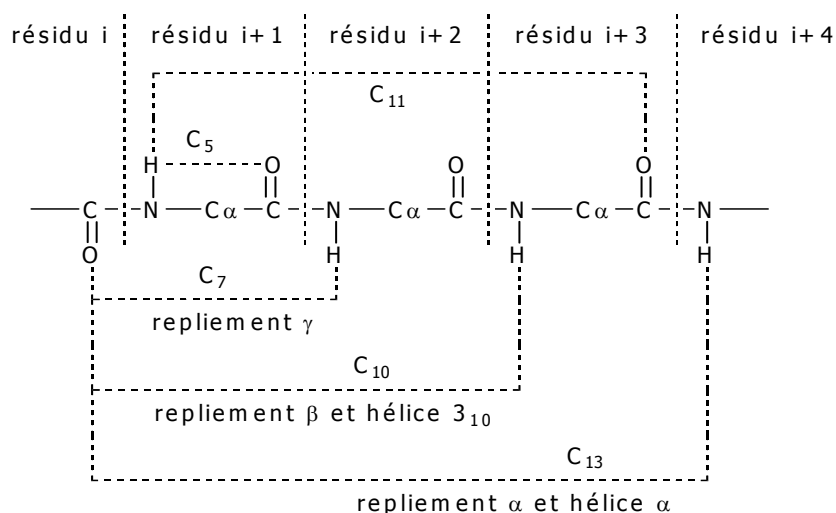 résidu i résidu i+1 résidu i+2 résidu i+3 résidu i+4
C₁₁
C₅
H O O O
C N Cα C N Cα C N Cα C N
O H H H
C₇
repliement γ
C₁₀
repliement β et hélice 3₁₀
C₁₃
repliement α et hélice α